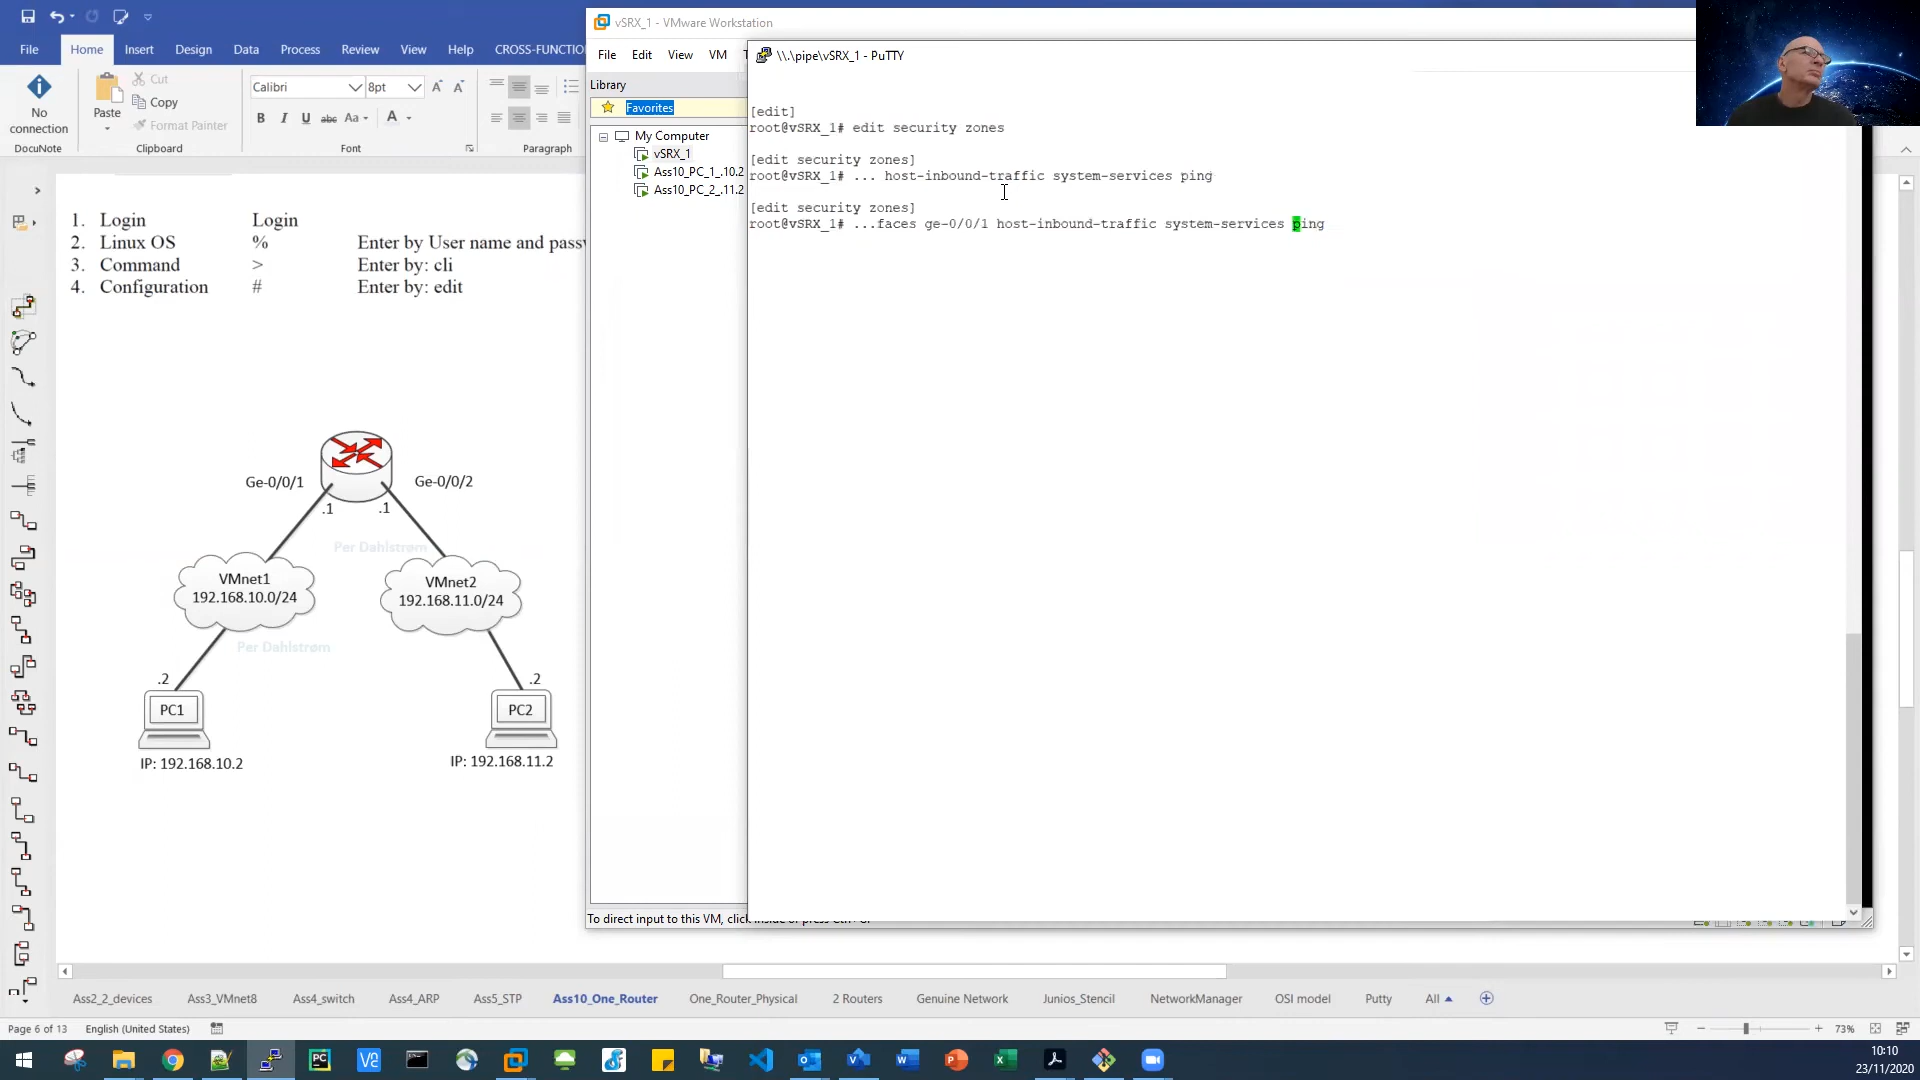 File
Home
Insert
Design
Data
Process
Review
View
Help
CROSS-FUNCTIO
No
connection
DocuNote
Paste
Cut
Copy
Format Painter
Clipboard
Calibri
8pt
B I U abc Aa A
Font
Paragraph
1. Login Login
2. Linux OS % Enter by User name and passw
3. Command > Enter by: cli
4. Configuration # Enter by: edit
Ge-0/0/1
Ge-0/0/2
.1
.1
Per Dahlstrøm
VMnet1
192.168.10.0/24
VMnet2
192.168.11.0/24
Per Dahlstrøm
.2
.2
PC1
PC2
IP: 192.168.10.2
IP: 192.168.11.2
vSRX_1 - VMware Workstation
File Edit View VM
Library
Favorites
My Computer
vSRX_1
Ass10_PC_1_.10.2
Ass10_PC_2_.11.2
To direct input to this VM, click inside or press Ctrl+G.
\\.\pipe\vSRX_1 - PuTTY
[edit]
root@vSRX_1# edit security zones
[edit security zones]
root@vSRX_1# ... host-inbound-traffic system-services ping
[edit security zones]
root@vSRX_1# ...faces ge-0/0/1 host-inbound-traffic system-services ping
Ass2_2_devices
Ass3_VMnet8
Ass4_switch
Ass4_ARP
Ass5_STP
Ass10_One_Router
One_Router_Physical
2 Routers
Genuine Network
Junios_Stencil
NetworkManager
OSI model
Putty
All
Page 6 of 13
English (United States)
73%
10:10
23/11/2020